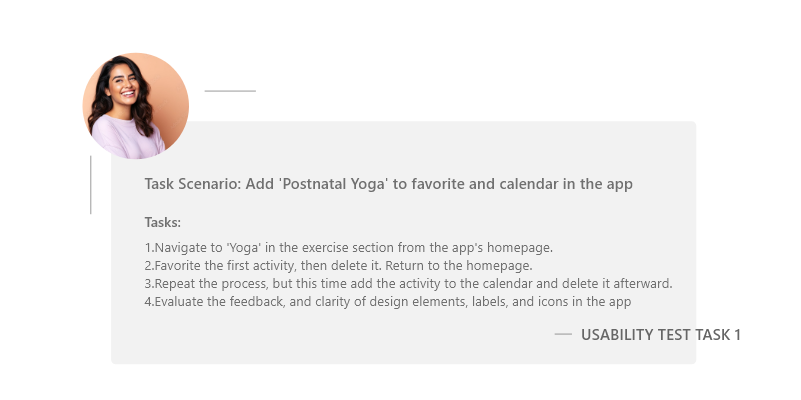 Task Scenario: Add 'Postnatal Yoga' to favorite and calendar in the app
Tasks:
1.Navigate to 'Yoga' in the exercise section from the app's homepage.
2.Favorite the first activity, then delete it. Return to the homepage.
3.Repeat the process, but this time add the activity to the calendar and delete it afterward.
4.Evaluate the feedback, and clarity of design elements, labels, and icons in the app
USABILITY TEST TASK 1